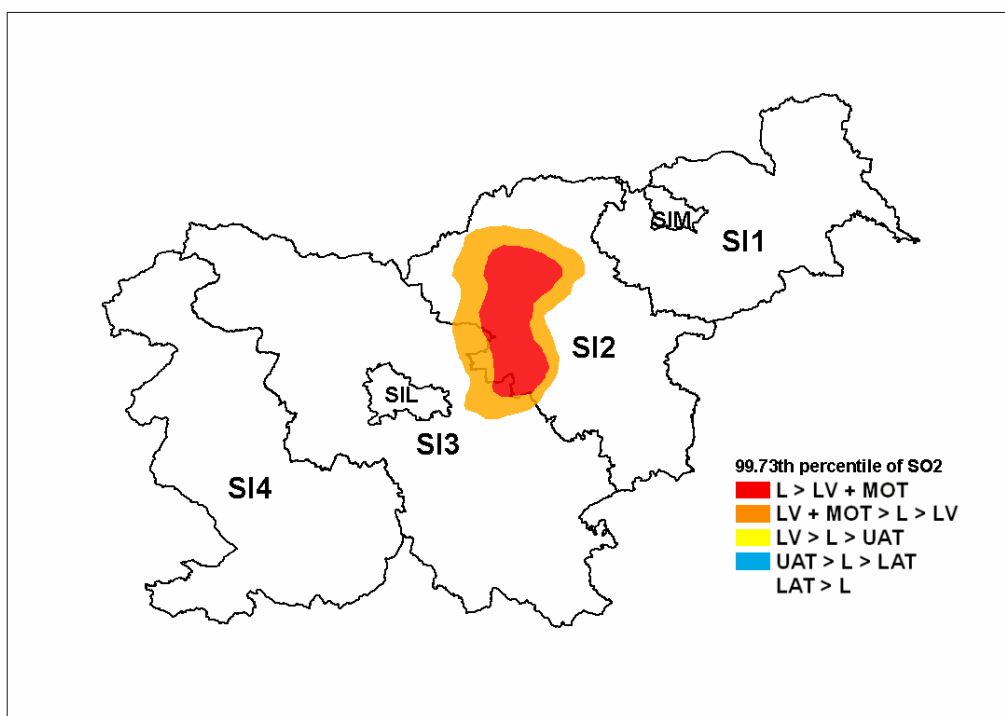 SIM
SI1
SI2
SIL
SI3
SI4
99.73th percentile of SO2
L > LV + MOT
LV + MOT > L > LV
LV > L > UAT
UAT > L > LAT
LAT > L